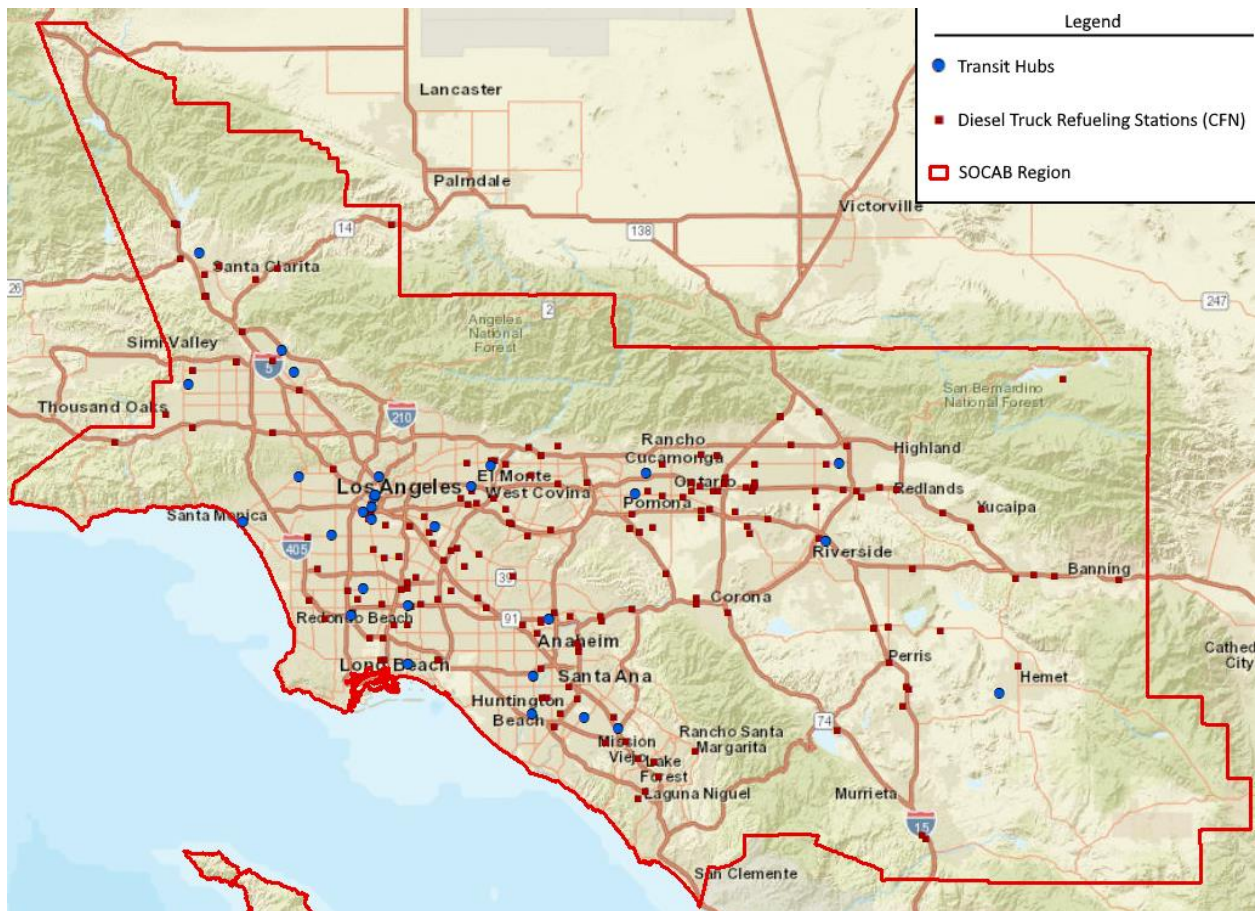 Legend
Transit Hubs
Diesel Truck Refueling Stations (CFN)
SOCAB Region
Lancaster
Palmdale
Victorville
14
138
Santa Clarita
26
247
2
Angeles
National
Forest
Simi Valley
5
San Bernardino
National Forest
Thousand Oaks
210
Rancho
Cucamonga
Highland
El Monte
Los Angeles
West Covina
Ontario
Redlands
Pomona
Yucaipa
Santa Monica
405
Riverside
39
Banning
Corona
Redondo Beach
91
Anaheim
Perris
Cathed
City
Long Beach
Santa Ana
Hemet
Huntington
Beach
74
Rancho Santa
Margarita
Mission
Viejo
Lake
Forest
Laguna Niguel
Murrieta
15
San Clemente